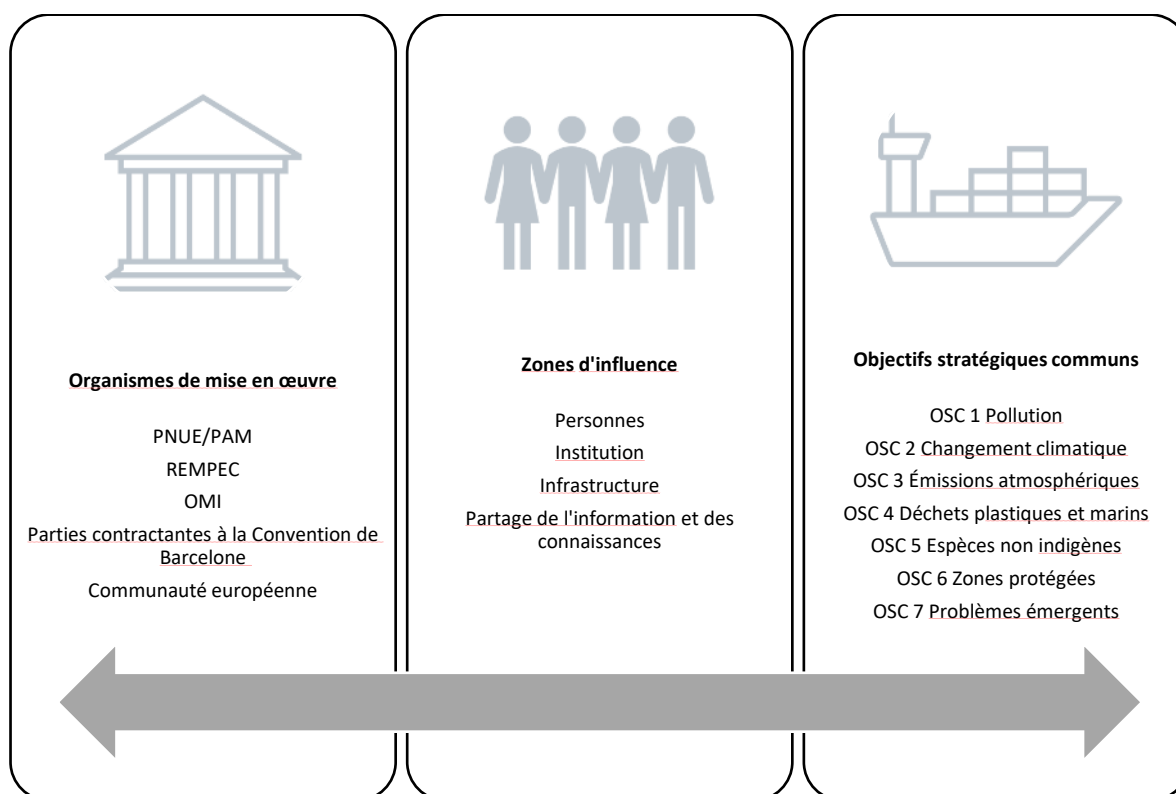 Organismes de mise en œuvre
PNUE/PAM
REMPEC
OMI
Parties contractantes à la Convention de
Barcelone
Communauté européenne
Zones d'influence
Personnes
Institution
Infrastructure
Partage de l'information et des
connaissances
Objectifs stratégiques communs
OSC 1 Pollution
OSC 2 Changement climatique
OSC 3 Émissions atmosphériques
OSC 4 Déchets plastiques et marins
OSC 5 Espèces non indigènes
OSC 6 Zones protégées
OSC 7 Problèmes émergents